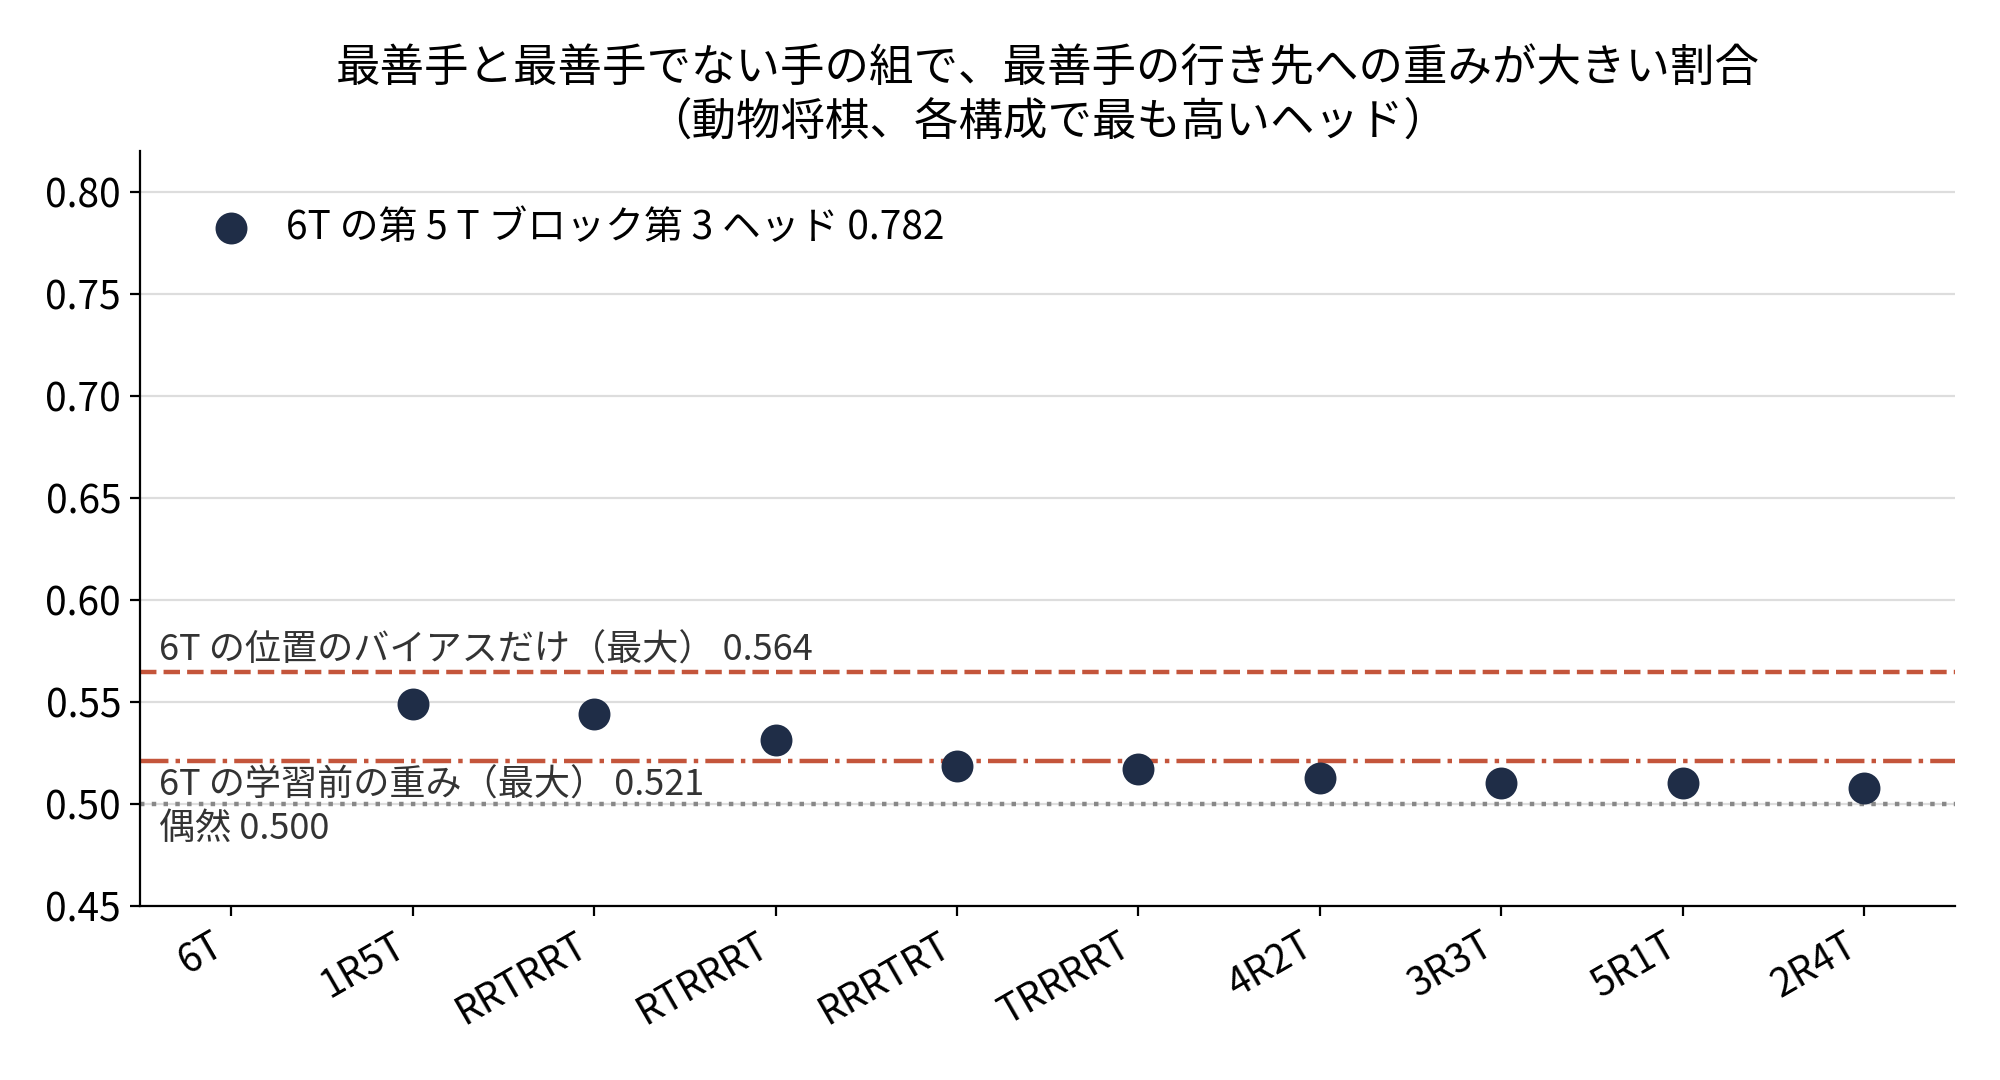 最善手と最善手でない手の組で、最善手の行き先への重みが大きい割合
（動物将棋、各構成で最も高いヘッド）
0.80
6T の第 5 T ブロック第 3 ヘッド 0.782
0.75
0.70
0.65
0.60
6T の位置のバイアスだけ（最大） 0.564
0.55
6T の学習前の重み（最大） 0.521
0.50
偶然 0.500
0.45
6T
1R5T
RRTRRT
RTRRRT
RRRTRT
TRRRRT
4R2T
3R3T
5R1T
2R4T